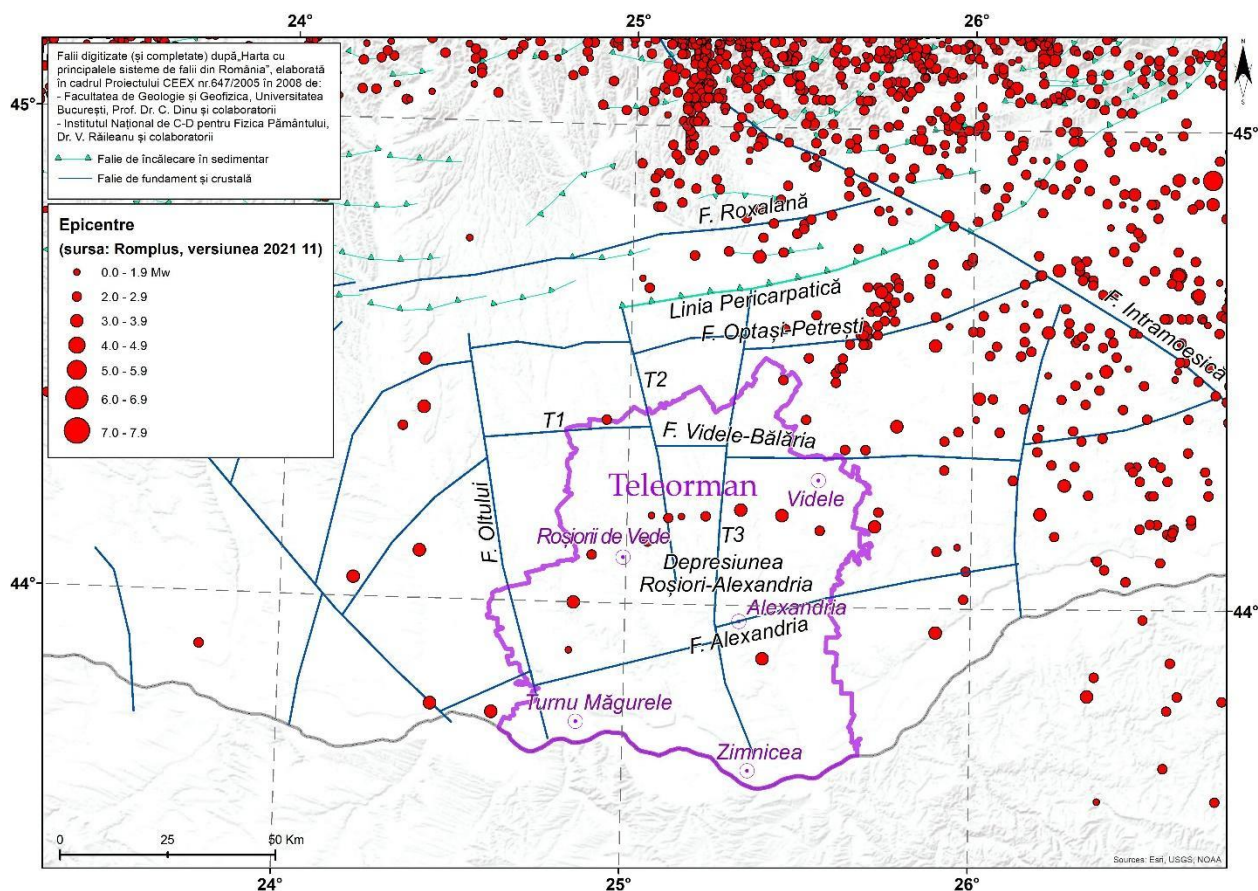 24°
25°
26°
Falii digitizate (și completate) după„Harta cu
principalele sisteme de falii din România”, elaborată
în cadrul Proiectului CEEX nr.647/2005 în 2008 de:
- Facultatea de Geologie și Geofizica, Universitatea
București, Prof. Dr. C. Dinu și colaboratorii
- Institutul Național de C-D pentru Fizica Pământului,
Dr. V. Răileanu și colaboratorii
Falie de încălecare în sedimentar
Falie de fundament și crustală
N
S
45°
45°
Epicentre
(sursa: Romplus, versiunea 2021 11)
0.0 - 1.9 Mw
2.0 - 2.9
3.0 - 3.9
4.0 - 4.9
5.0 - 5.9
6.0 - 6.9
7.0 - 7.9
F. Roxalană
Linia Pericarpatică
F. Optași-Petrești
F. Intramoesică
T2
T1
F. Videle-Bălăria
Teleorman
Videle
F. Oltului
Roșiorii de Vede
T3
Depresiunea
Roșiori-Alexandria
44°
44°
Alexandria
F. Alexandria
Turnu Măgurele
Zimnicea
0
25
50 Km
Sources: Esri, USGS, NOAA
24°
25°
26°